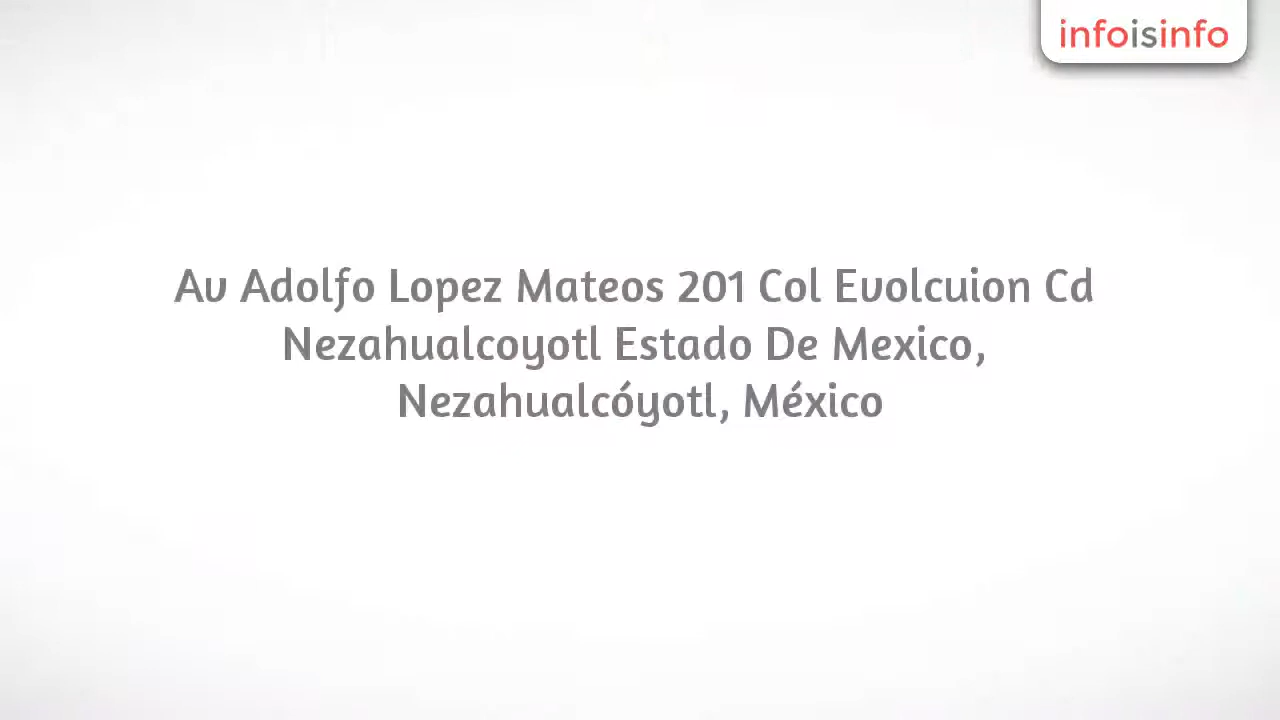 infoisinfo
Av Adolfo Lopez Mateos 201 Col Evolcuion Cd
Nezahualcoyotl Estado De Mexico,
Nezahualcóyotl, México